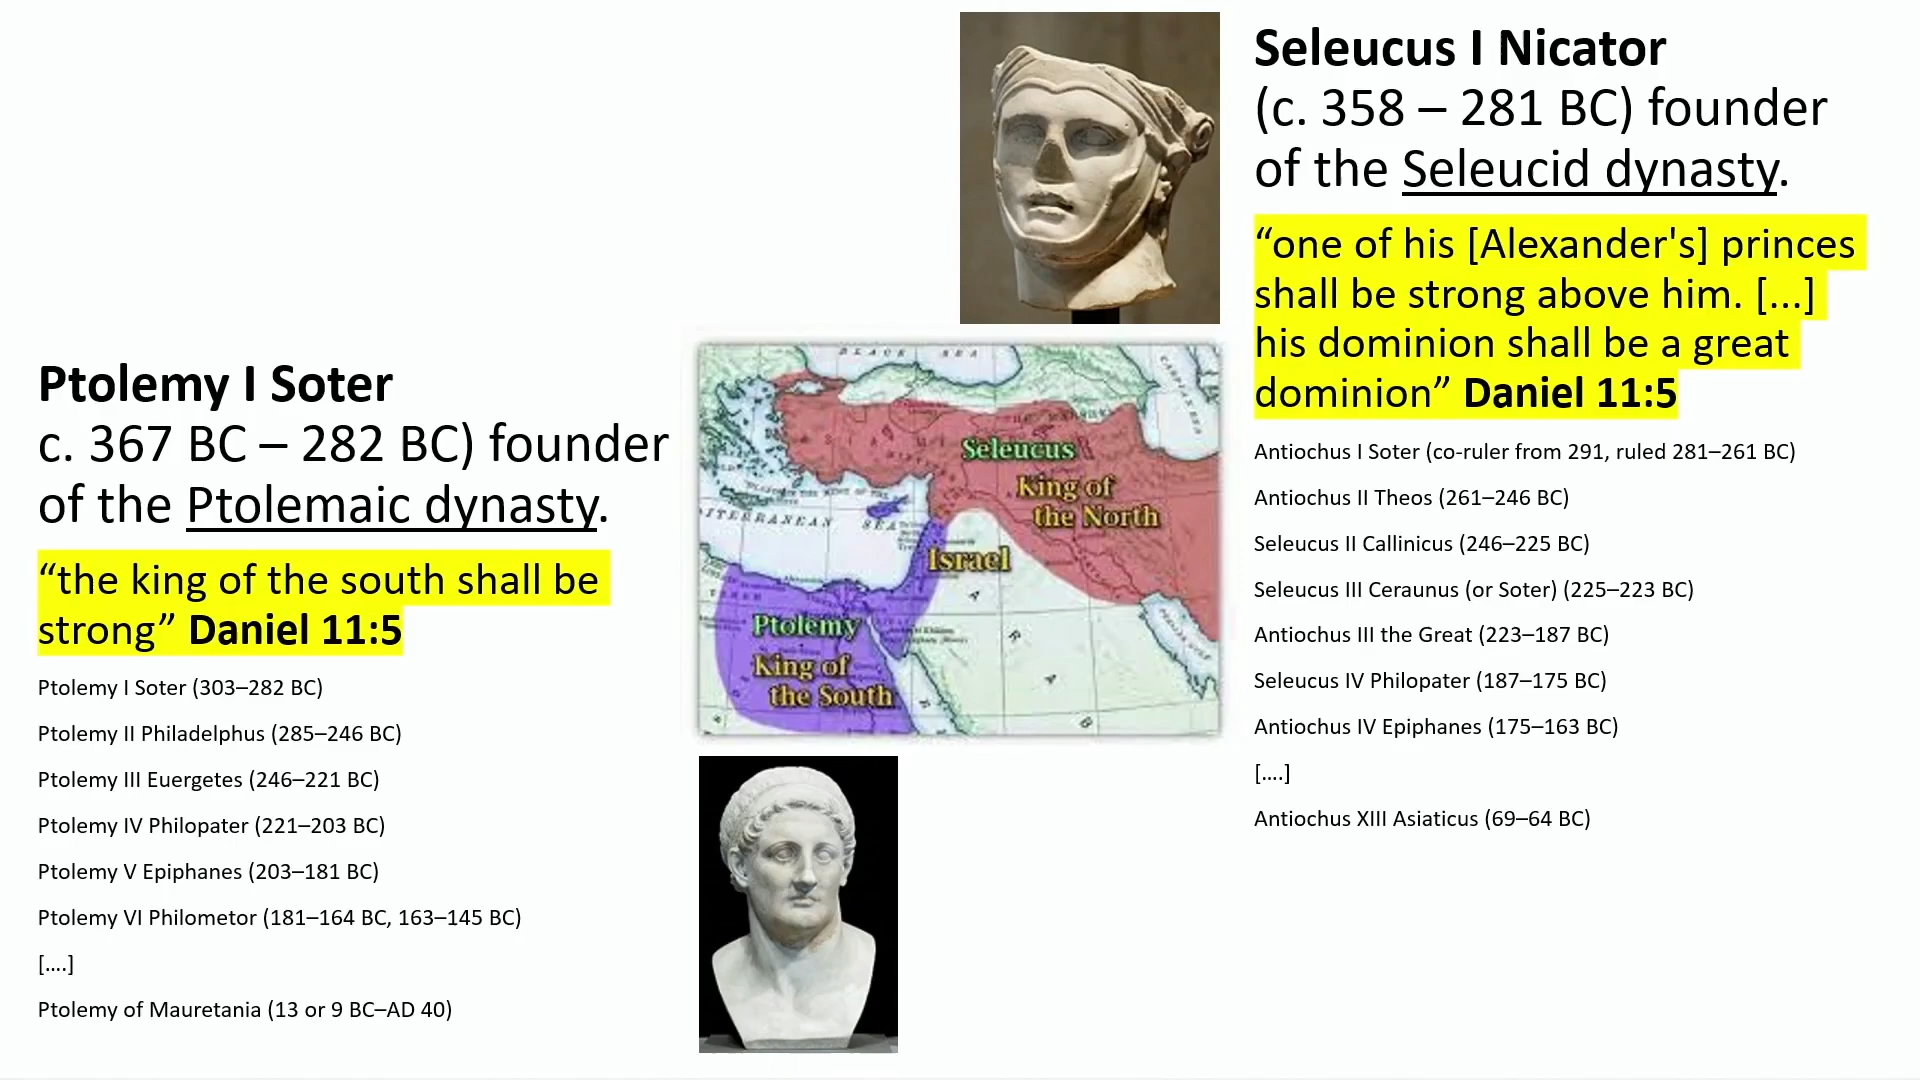 Seleucus I Nicator
(c. 358 – 281 BC) founder
of the Seleucid dynasty.
“one of his [Alexander's] princes
shall be strong above him. [...]
his dominion shall be a great
dominion” Daniel 11:5
Antiochus I Soter (co-ruler from 291, ruled 281–261 BC)
Antiochus II Theos (261–246 BC)
Seleucus II Callinicus (246–225 BC)
Seleucus III Ceraunus (or Soter) (225–223 BC)
Antiochus III the Great (223–187 BC)
Seleucus IV Philopater (187–175 BC)
Antiochus IV Epiphanes (175–163 BC)
[....]
Antiochus XIII Asiaticus (69–64 BC)
Ptolemy I Soter
c. 367 BC – 282 BC) founder
of the Ptolemaic dynasty.
“the king of the south shall be
strong” Daniel 11:5
Ptolemy I Soter (303–282 BC)
Ptolemy II Philadelphus (285–246 BC)
Ptolemy III Euergetes (246–221 BC)
Ptolemy IV Philopater (221–203 BC)
Ptolemy V Epiphanes (203–181 BC)
Ptolemy VI Philometor (181–164 BC, 163–145 BC)
[....]
Ptolemy of Mauretania (13 or 9 BC–AD 40)
BLACK SEA
Seleucus
King of
the North
SEA
Israel
Ptolemy
King of
the South
A R A B